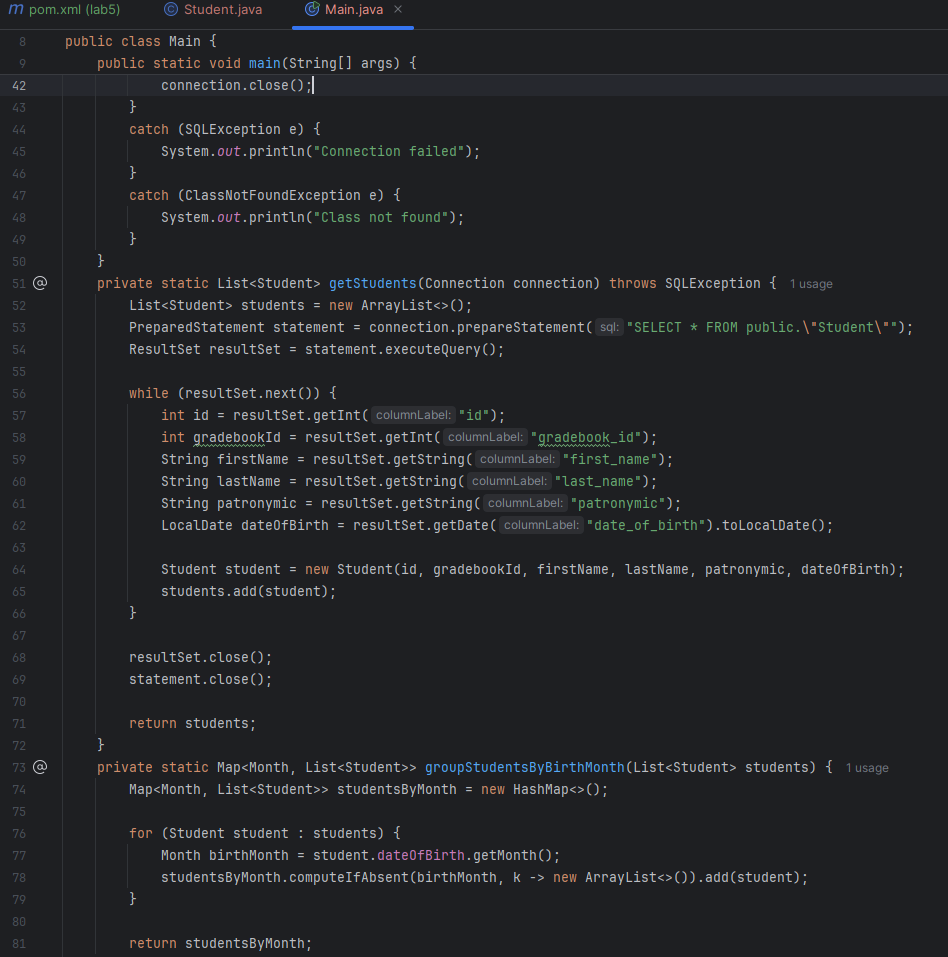 pom.xml (lab5) Student.java Main.java
8 public class Main {
9 public static void main(String[] args) {
42 connection.close();
43 }
44 catch (SQLException e) {
45 System.out.println("Connection failed");
46 }
47 catch (ClassNotFoundException e) {
48 System.out.println("Class not found");
49 }
50 }
51 @ private static List<Student> getStudents(Connection connection) throws SQLException { 1 usage
52 List<Student> students = new ArrayList<>();
53 PreparedStatement statement = connection.prepareStatement( sql: "SELECT * FROM public.\"Student\"");
54 ResultSet resultSet = statement.executeQuery();
55
56 while (resultSet.next()) {
57 int id = resultSet.getInt( columnLabel: "id");
58 int gradebookId = resultSet.getInt( columnLabel: "gradebook_id");
59 String firstName = resultSet.getString( columnLabel: "first_name");
60 String lastName = resultSet.getString( columnLabel: "last_name");
61 String patronymic = resultSet.getString( columnLabel: "patronymic");
62 LocalDate dateOfBirth = resultSet.getDate( columnLabel: "date_of_birth").toLocalDate();
63
64 Student student = new Student(id, gradebookId, firstName, lastName, patronymic, dateOfBirth);
65 students.add(student);
66 }
67
68 resultSet.close();
69 statement.close();
70
71 return students;
72 }
73 @ private static Map<Month, List<Student>> groupStudentsByBirthMonth(List<Student> students) { 1 usage
74 Map<Month, List<Student>> studentsByMonth = new HashMap<>();
75
76 for (Student student : students) {
77 Month birthMonth = student.dateOfBirth.getMonth();
78 studentsByMonth.computeIfAbsent(birthMonth, k -> new ArrayList<>()).add(student);
79 }
80
81 return studentsByMonth;